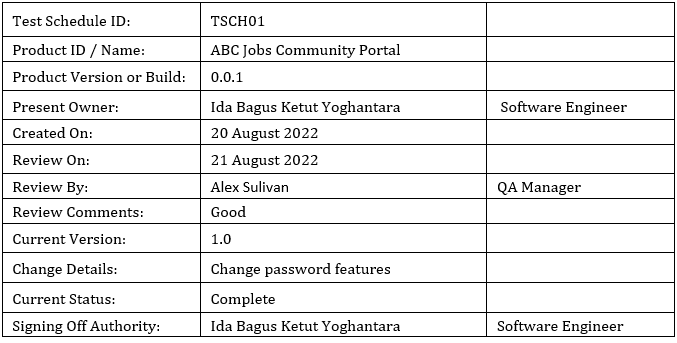 Test Schedule ID: TSCH01
Product ID / Name: ABC Jobs Community Portal
Product Version or Build: 0.0.1
Present Owner: Ida Bagus Ketut Yoghantara Software Engineer
Created On: 20 August 2022
Review On: 21 August 2022
Review By: Alex Sulivan QA Manager
Review Comments: Good
Current Version: 1.0
Change Details: Change password features
Current Status: Complete
Signing Off Authority: Ida Bagus Ketut Yoghantara Software Engineer